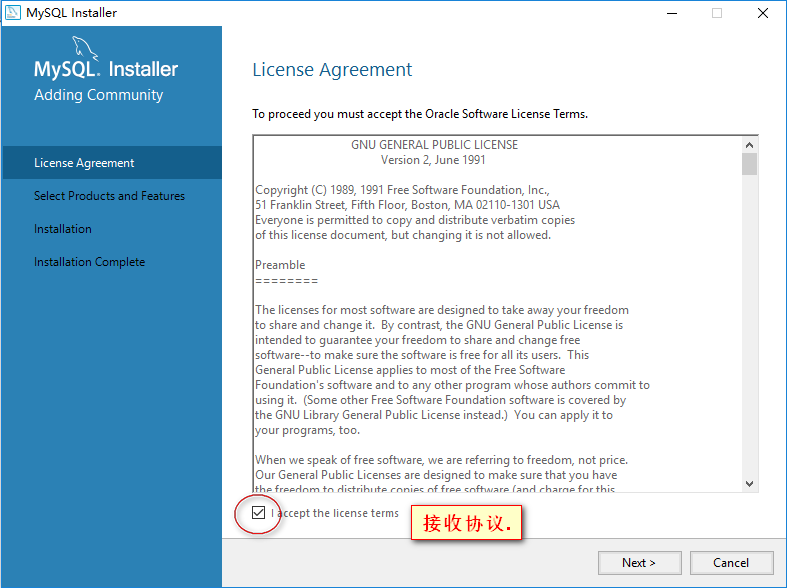 MySQL Installer
MySQL. Installer
Adding Community
License Agreement
Select Products and Features
Installation
Installation Complete
License Agreement
To proceed you must accept the Oracle Software License Terms.
GNU GENERAL PUBLIC LICENSE
Version 2, June 1991
Copyright (C) 1989, 1991 Free Software Foundation, Inc.,
51 Franklin Street, Fifth Floor, Boston, MA 02110-1301 USA
Everyone is permitted to copy and distribute verbatim copies
of this license document, but changing it is not allowed.
Preamble
========
The licenses for most software are designed to take away your freedom
to share and change it.  By contrast, the GNU General Public License is
intended to guarantee your freedom to share and change free
software--to make sure the software is free for all its users.  This
General Public License applies to most of the Free Software
Foundation's software and to any other program whose authors commit to
using it.  (Some other Free Software Foundation software is covered by
the GNU Library General Public License instead.)  You can apply it to
your programs, too.
When we speak of free software, we are referring to freedom, not price.
Our General Public Licenses are designed to make sure that you have
the freedom to distribute copies of free software (and charge for this
I accept the license terms
接收协议.
Next >
Cancel